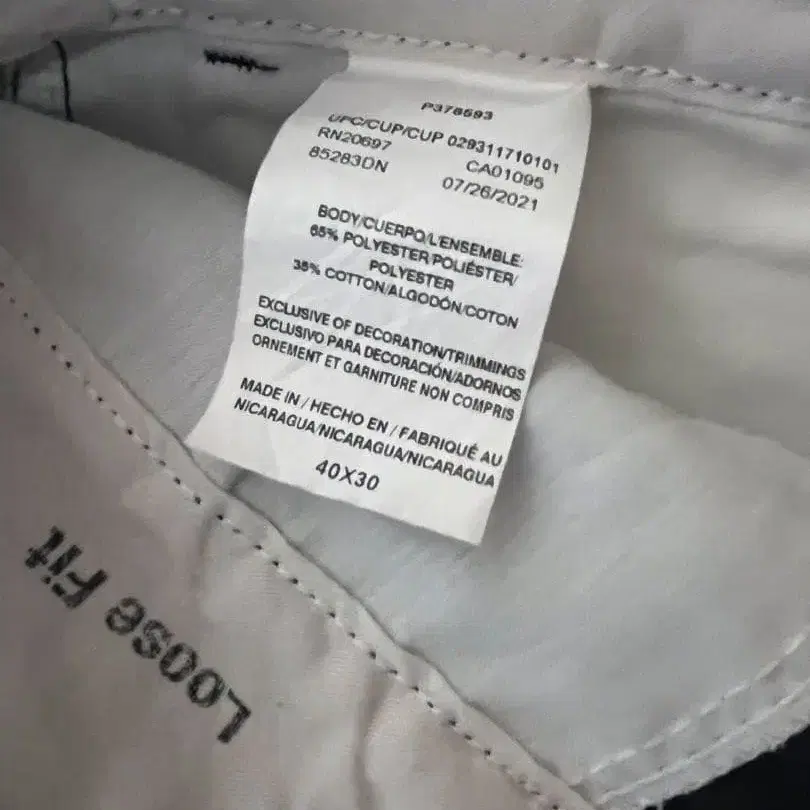 P378593
UPC/CUP/CUP 029311710101
RN20697 CA01095
85283DN 07/26/2021
BODY/CUERPO/L'ENSEMBLE:
65% POLYESTER/POLIÉSTER/
POLYESTER
35% COTTON/ALGODÓN/COTON
EXCLUSIVE OF DECORATION/TRIMMINGS
EXCLUSIVO PARA DECORACIÓN/ADORNOS
ORNEMENT ET GARNITURE NON COMPRIS
MADE IN / HECHO EN / FABRIQUÉ AU
NICARAGUA/NICARAGUA/NICARAGUA
40X30
Loose Fit